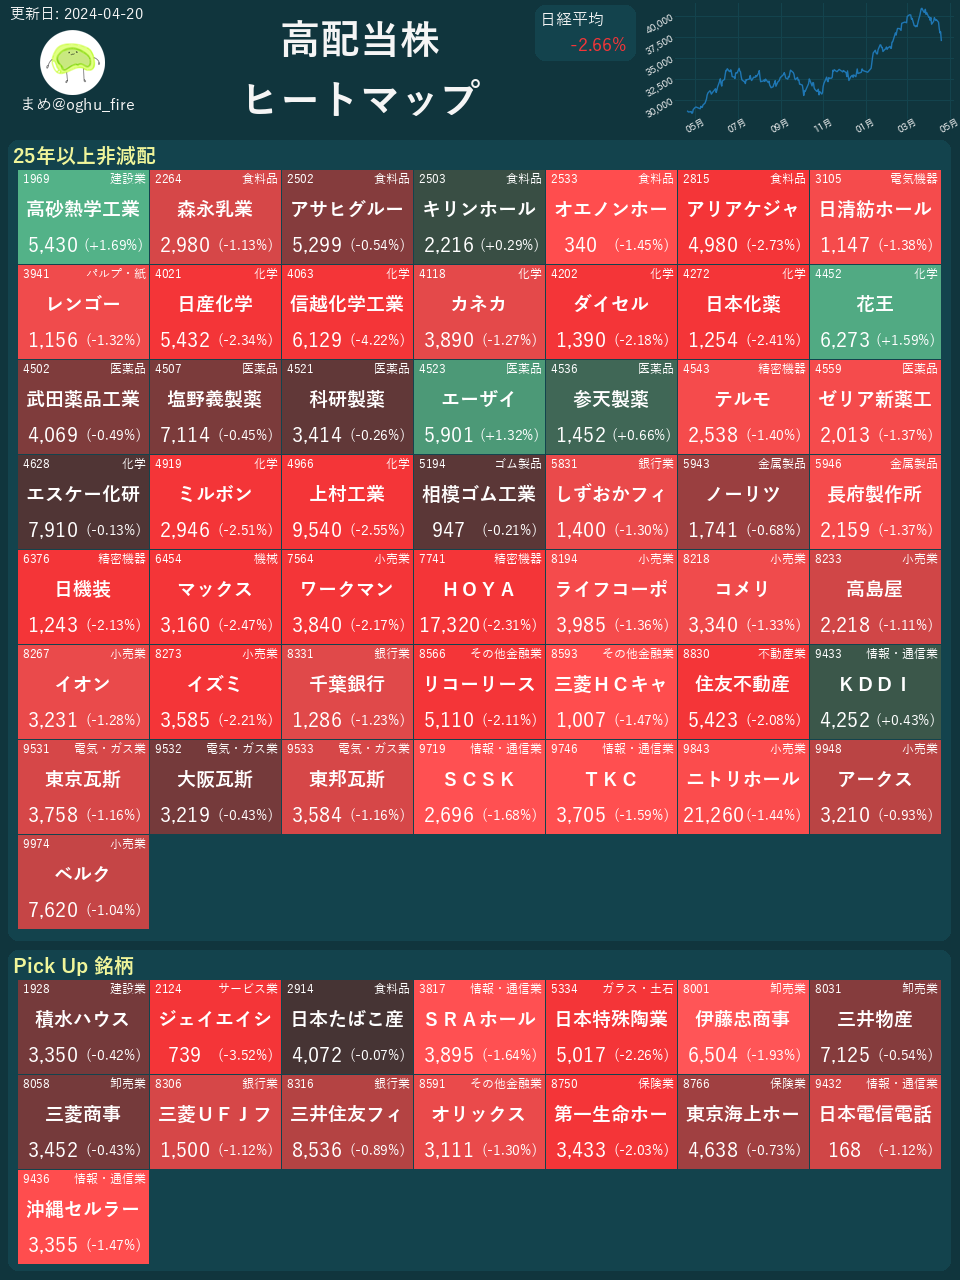 更新日: 2024-04-20
まめ@oghu_fire
高配当株
ヒートマップ
日経平均
-2.66%
40,000
37,500
35,000
32,500
30,000
05月 07月 09月 11月 01月 03月 05月
25年以上非減配
1969 建設業 2264 食料品 2502 食料品 2503 食料品 2533 食料品 2815 食料品 3105 電気機器
高砂熱学工業 森永乳業 アサヒグルー キリンホール オエノンホー アリアケジャ 日清紡ホール
5,430 (+1.69%) 2,980 (-1.13%) 5,299 (-0.54%) 2,216 (+0.29%) 340 (-1.45%) 4,980 (-2.73%) 1,147 (-1.38%)
3941 パルプ・紙 4021 化学 4063 化学 4118 化学 4202 化学 4272 化学 4452 化学
レンゴー 日産化学 信越化学工業 カネカ ダイセル 日本化薬 花王
1,156 (-1.32%) 5,432 (-2.34%) 6,129 (-4.22%) 3,890 (-1.27%) 1,390 (-2.18%) 1,254 (-2.41%) 6,273 (+1.59%)
4502 医薬品 4507 医薬品 4521 医薬品 4523 医薬品 4536 医薬品 4543 精密機器 4559 医薬品
武田薬品工業 塩野義製薬 科研製薬 エーザイ 参天製薬 テルモ ゼリア新薬工
4,069 (-0.49%) 7,114 (-0.45%) 3,414 (-0.26%) 5,901 (+1.32%) 1,452 (+0.66%) 2,538 (-1.40%) 2,013 (-1.37%)
4628 化学 4919 化学 4966 化学 5194 ゴム製品 5831 銀行業 5943 金属製品 5946 金属製品
エスケー化研 ミルボン 上村工業 相模ゴム工業 しずおかフィ ノーリツ 長府製作所
7,910 (-0.13%) 2,946 (-2.51%) 9,540 (-2.55%) 947 (-0.21%) 1,400 (-1.30%) 1,741 (-0.68%) 2,159 (-1.37%)
6376 精密機器 6454 機械 7564 小売業 7741 精密機器 8194 小売業 8218 小売業 8233 小売業
日機装 マックス ワークマン ＨＯＹＡ ライフコーポ コメリ 高島屋
1,243 (-2.13%) 3,160 (-2.47%) 3,840 (-2.17%) 17,320 (-2.31%) 3,985 (-1.36%) 3,340 (-1.33%) 2,218 (-1.11%)
8267 小売業 8273 小売業 8331 銀行業 8566 その他金融業 8593 その他金融業 8830 不動産業 9433 情報・通信業
イオン イズミ 千葉銀行 リコーリース 三菱ＨＣキャ 住友不動産 ＫＤＤＩ
3,231 (-1.28%) 3,585 (-2.21%) 1,286 (-1.23%) 5,110 (-2.11%) 1,007 (-1.47%) 5,423 (-2.08%) 4,252 (+0.43%)
9531 電気・ガス業 9532 電気・ガス業 9533 電気・ガス業 9719 情報・通信業 9746 情報・通信業 9843 小売業 9948 小売業
東京瓦斯 大阪瓦斯 東邦瓦斯 ＳＣＳＫ ＴＫＣ ニトリホール アークス
3,758 (-1.16%) 3,219 (-0.43%) 3,584 (-1.16%) 2,696 (-1.68%) 3,705 (-1.59%) 21,260 (-1.44%) 3,210 (-0.93%)
9974 小売業
ベルク
7,620 (-1.04%)
Pick Up 銘柄
1928 建設業 2124 サービス業 2914 食料品 3817 情報・通信業 5334 ガラス・土石 8001 卸売業 8031 卸売業
積水ハウス ジェイエイシ 日本たばこ産 ＳＲＡホール 日本特殊陶業 伊藤忠商事 三井物産
3,350 (-0.42%) 739 (-3.52%) 4,072 (-0.07%) 3,895 (-1.64%) 5,017 (-2.26%) 6,504 (-1.93%) 7,125 (-0.54%)
8058 卸売業 8306 銀行業 8316 銀行業 8591 その他金融業 8750 保険業 8766 保険業 9432 情報・通信業
三菱商事 三菱ＵＦＪフ 三井住友フィ オリックス 第一生命ホー 東京海上ホー 日本電信電話
3,452 (-0.43%) 1,500 (-1.12%) 8,536 (-0.89%) 3,111 (-1.30%) 3,433 (-2.03%) 4,638 (-0.73%) 168 (-1.12%)
9436 情報・通信業
沖縄セルラー
3,355 (-1.47%)